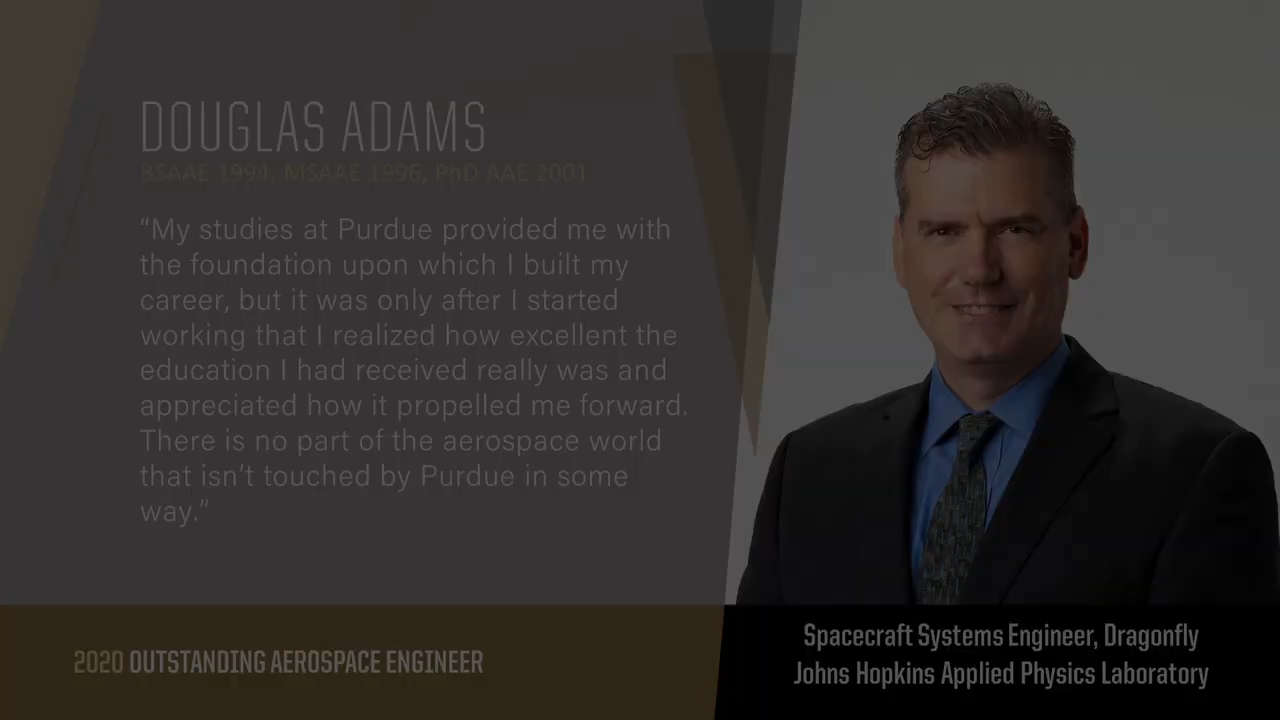 DOUGLAS ADAMS
BSAAE 1994, MSAAE 1996, PhD AAE 2001
“My studies at Purdue provided me with
the foundation upon which I built my
career, but it was only after I started
working that I realized how excellent the
education I had received really was and
appreciated how it propelled me forward.
There is no part of the aerospace world
that isn’t touched by Purdue in some
way.”
2020 OUTSTANDING AEROSPACE ENGINEER
Spacecraft Systems Engineer, Dragonfly
Johns Hopkins Applied Physics Laboratory